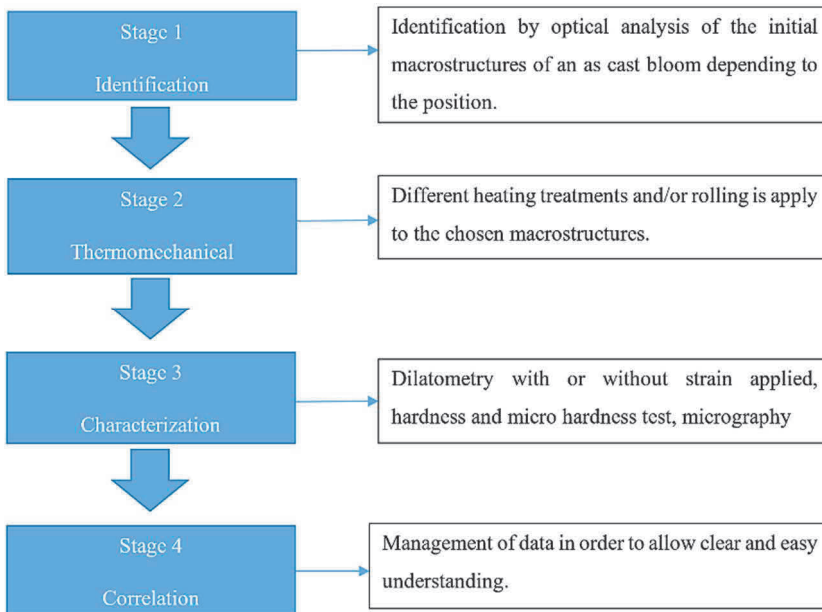 Stage 1
Identification
Identification by optical analysis of the initial
macrostructures of an as cast bloom depending to
the position.
Stage 2
Thermomechanical
Different heating treatments and/or rolling is apply
to the chosen macrostructures.
Stage 3
Characterization
Dilatometry with or without strain applied,
hardness and micro hardness test, micrography
Stage 4
Correlation
Management of data in order to allow clear and easy
understanding.